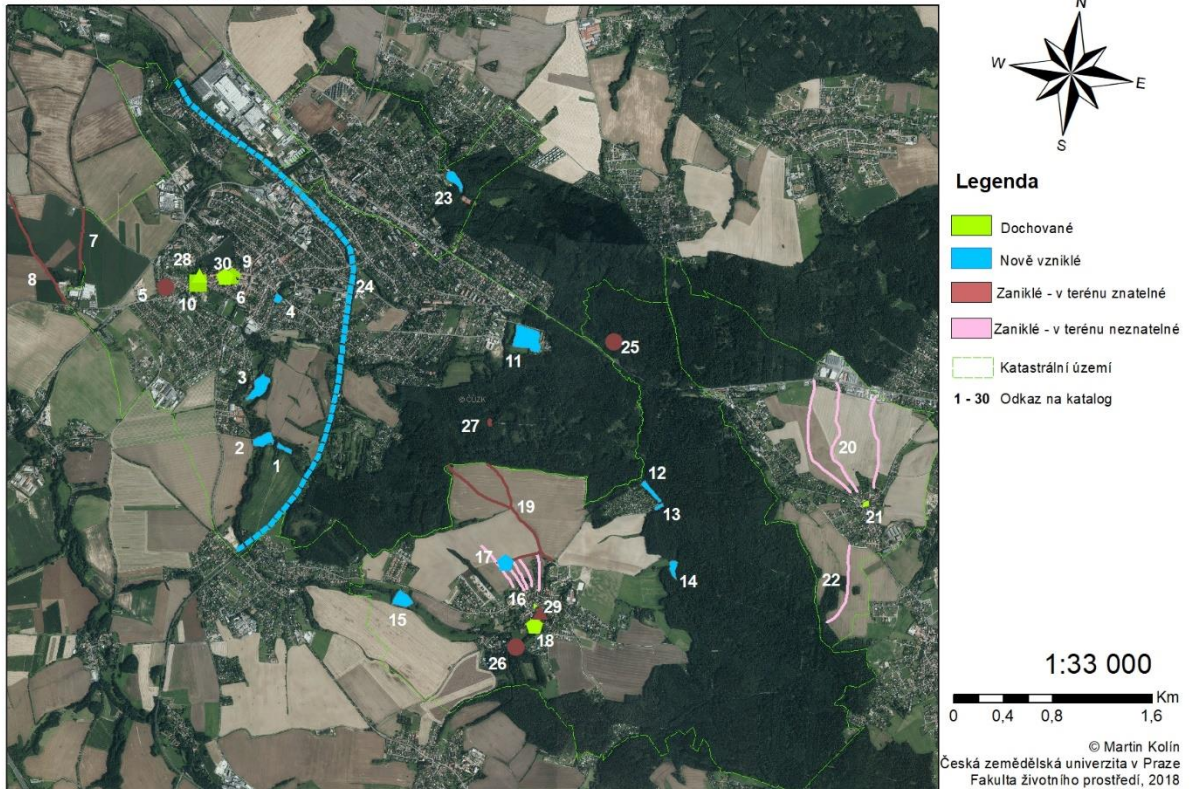 N
W
E
S
Legenda
Dochované
Nově vzniklé
Zaniklé - v terénu znatelné
Zaniklé - v terénu neznatelné
Katastrální území
1 - 30 Odkaz na katalog
23
7
8
28
30
9
5
10
6
4
24
11
25
3
27
2
1
20
12
13
19
21
17
14
22
16
29
15
18
26
© ČÚZK
1:33 000
Km
0 0,4 0,8 1,6
© Martin Kolín
Česká zemědělská univerzita v Praze
Fakulta životního prostředí, 2018